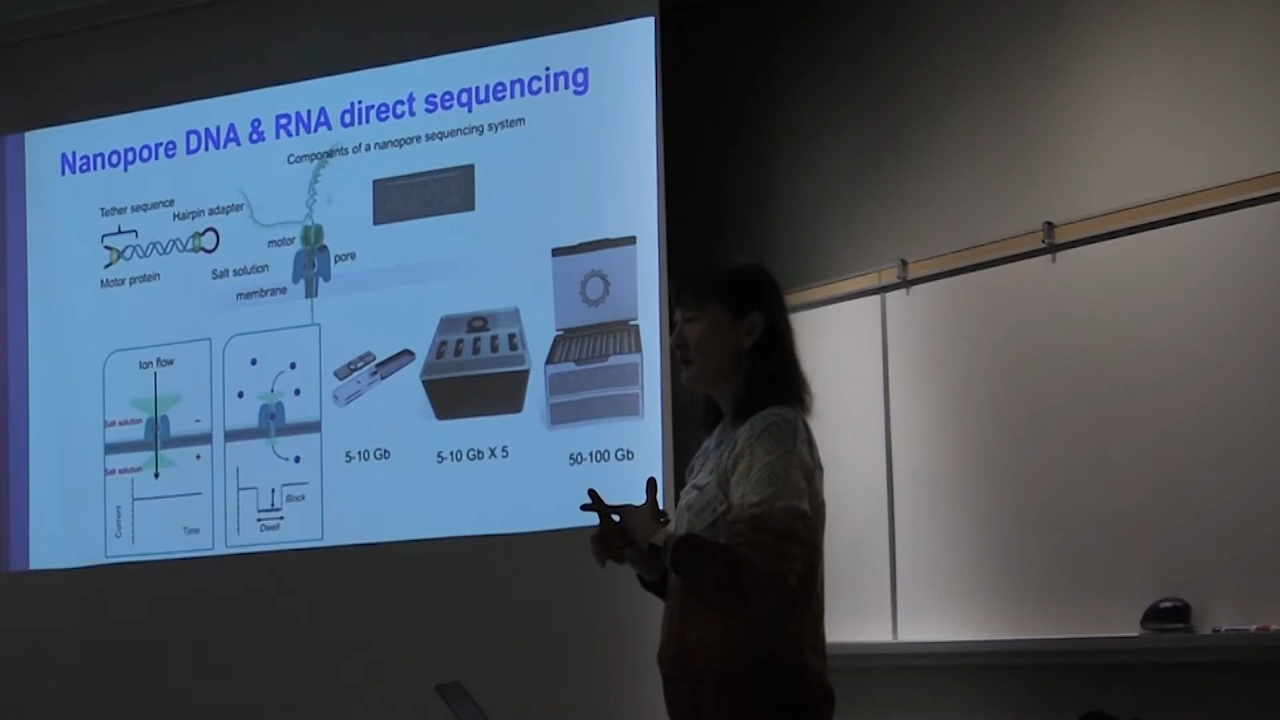 Nanopore DNA & RNA direct sequencing
Components of a nanopore sequencing system
Tether sequence
Hairpin adapter
motor
pore
Motor protein
Salt solution
membrane
Ion flow
Salt solution
−
+
Salt solution
Current
Time
Block
Dwell
5-10 Gb
5-10 Gb X 5
50-100 Gb